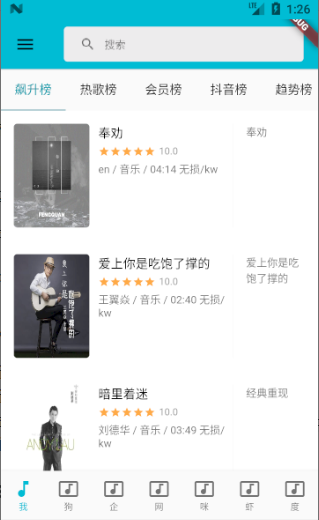 1:26
搜索
飙升榜 热歌榜 会员榜 抖音榜 趋势榜
奉劝
10.0
en / 音乐 / 04:14 无损/kw
奉劝
FENGQUAN
爱上你是吃饱了撑的
10.0
王翼焱 / 音乐 / 02:40 无损/
kw
爱上你是吃
饱了撑的
暗里着迷
10.0
刘德华 / 音乐 / 03:49 无损/
kw
经典重现
我 狗 企 网 咪 虾 度